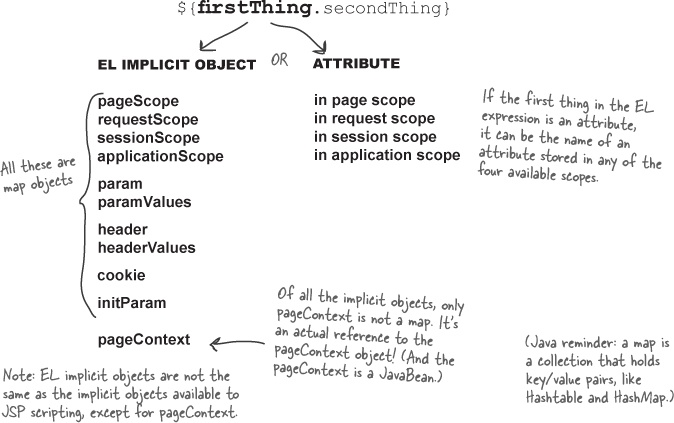 ${firstThing.secondThing}
EL IMPLICIT OBJECT OR ATTRIBUTE
pageScope
requestScope
sessionScope
applicationScope
param
paramValues
header
headerValues
cookie
initParam
pageContext
All these are
map objects
in page scope
in request scope
in session scope
in application scope
If the first thing in the EL
expression is an attribute,
it can be the name of an
attribute stored in any of the
four available scopes.
Of all the implicit objects, only
pageContext is not a map. It's
an actual reference to the
pageContext object! (And the
pageContext is a JavaBean.)
Note: EL implicit objects are not the
same as the implicit objects available to
JSP scripting, except for pageContext.
(Java reminder: a map is
a collection that holds
key/value pairs, like
Hashtable and HashMap.)